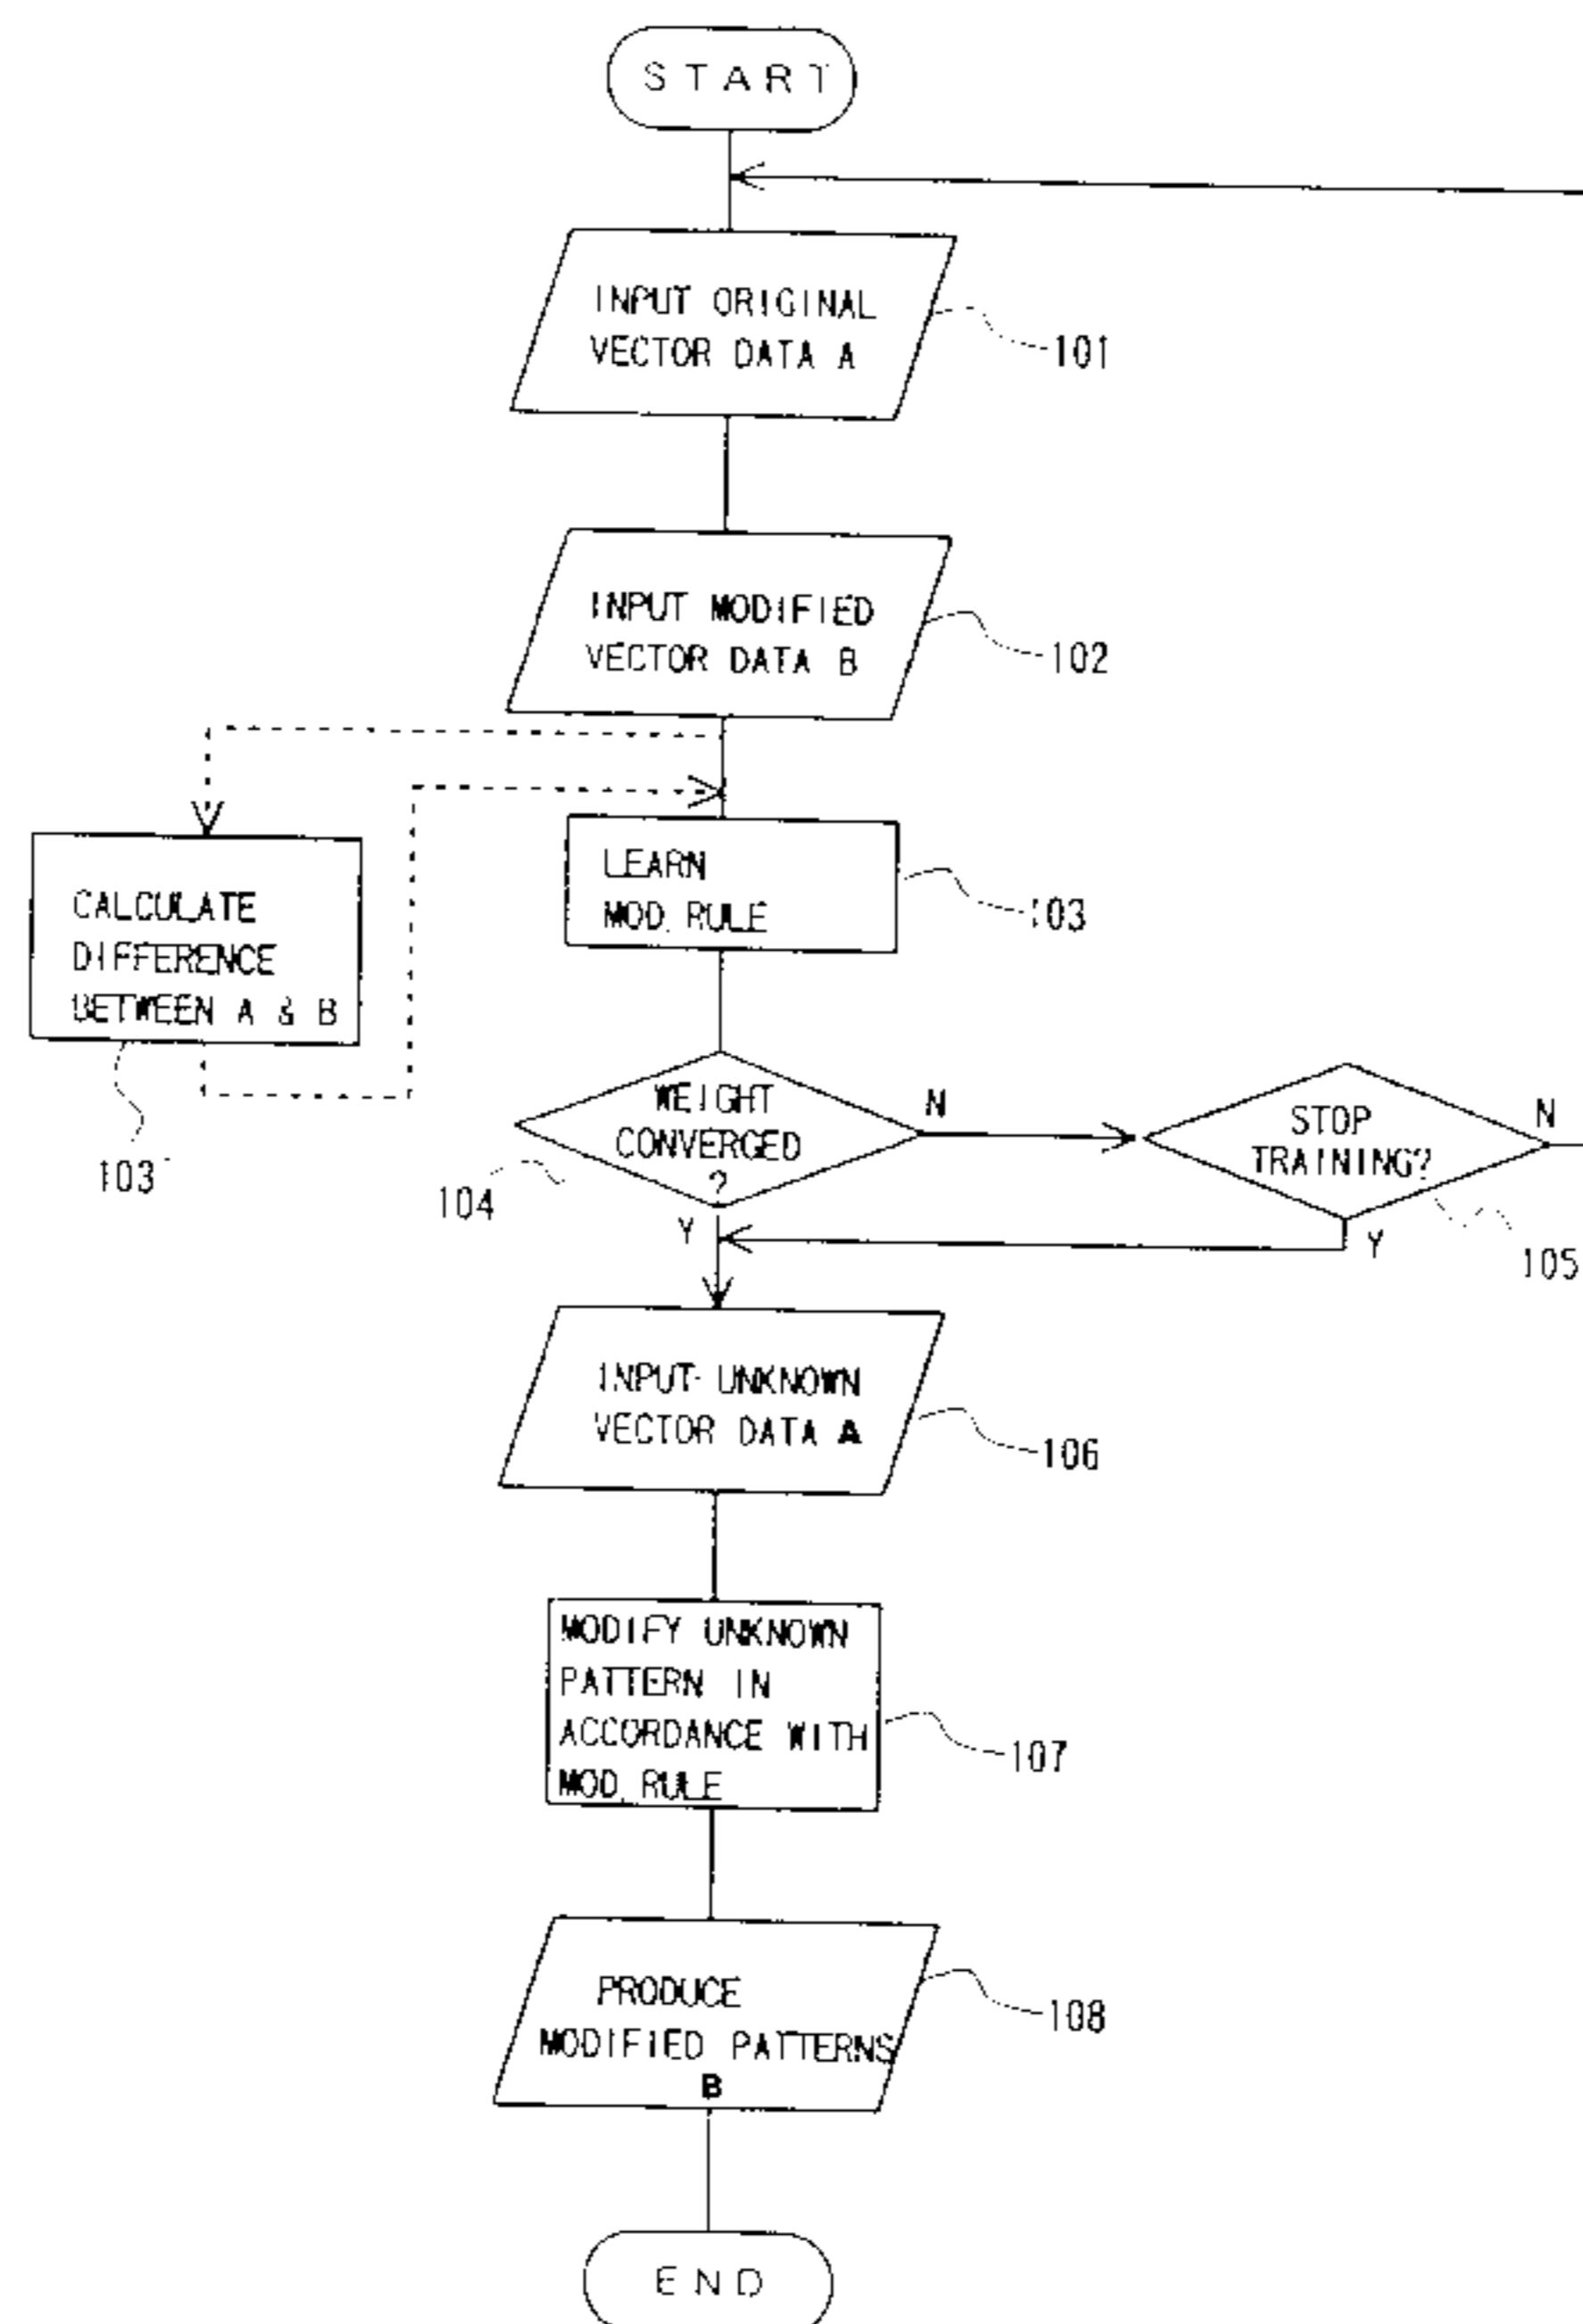 START
INPUT ORIGINAL
VECTOR DATA A
101
INPUT MODIFIED
VECTOR DATA B
102
LEARN
MOD. RULE
103
CALCULATE
DIFFERENCE
BETWEEN A & B
103'
WEIGHT
CONVERGED
?
N
104
Y
STOP
TRAINING?
N
Y
105
INPUT UNKNOWN
VECTOR DATA A
106
MODIFY UNKNOWN
PATTERN IN
ACCORDANCE WITH
MOD. RULE
107
PRODUCE
MODIFIED PATTERNS
B
108
END